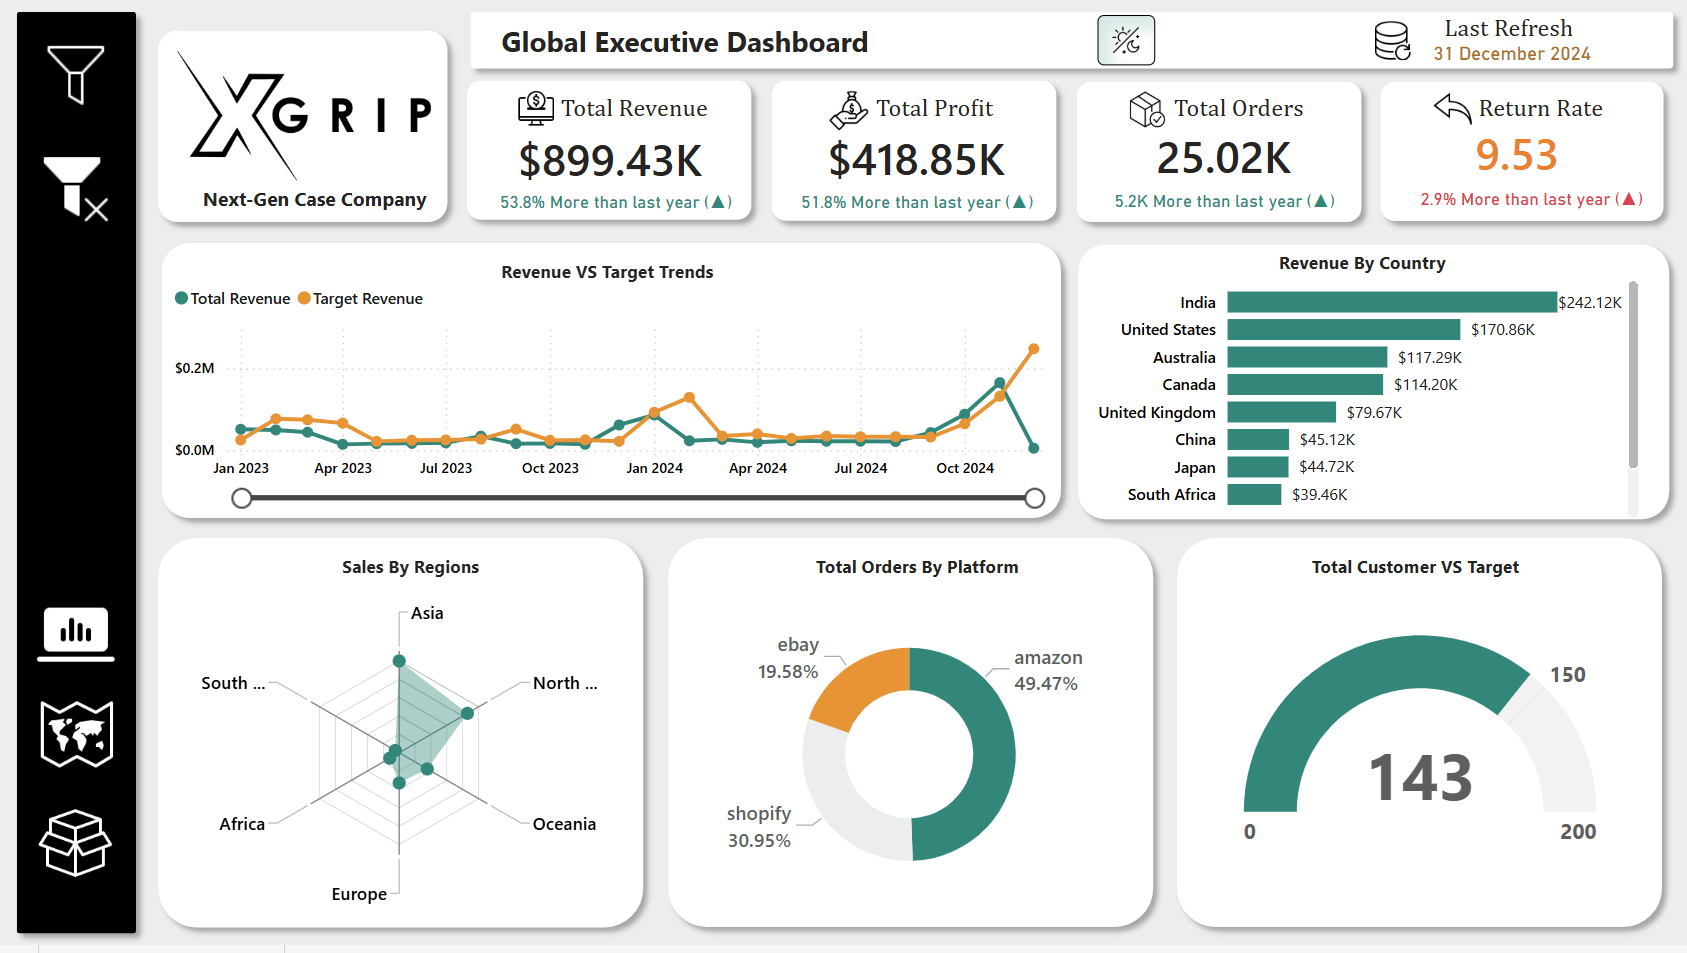 XGRIP
Next-Gen Case Company
Global Executive Dashboard
Last Refresh
31 December 2024
Total Revenue
$899.43K
53.8% More than last year (▲)
Total Profit
$418.85K
51.8% More than last year (▲)
Total Orders
25.02K
5.2K More than last year (▲)
Return Rate
9.53
2.9% More than last year (▲)
Revenue VS Target Trends
Total Revenue Target Revenue
$0.2M
$0.0M
Jan 2023 Apr 2023 Jul 2023 Oct 2023 Jan 2024 Apr 2024 Jul 2024 Oct 2024
Revenue By Country
India $242.12K
United States $170.86K
Australia $117.29K
Canada $114.20K
United Kingdom $79.67K
China $45.12K
Japan $44.72K
South Africa $39.46K
Sales By Regions
Asia
South ... North ...
Africa Oceania
Europe
Total Orders By Platform
ebay
19.58%
amazon
49.47%
shopify
30.95%
Total Customer VS Target
150
143
0 200